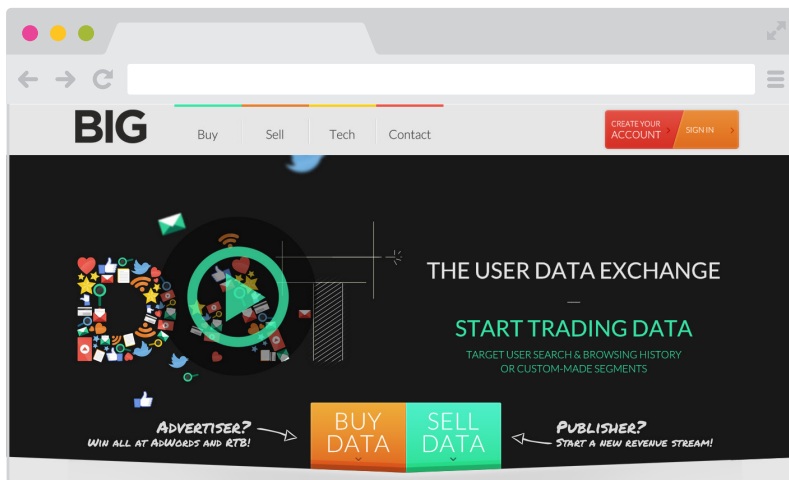 BIG
Buy Sell Tech Contact
CREATE YOUR
ACCOUNT
SIGN IN
THE USER DATA EXCHANGE
START TRADING DATA
TARGET USER SEARCH & BROWSING HISTORY
OR CUSTOM-MADE SEGMENTS
ADVERTISER?
WIN ALL AT ADWORDS AND RTB!
BUY
DATA
SELL
DATA
PUBLISHER?
START A NEW REVENUE STREAM!